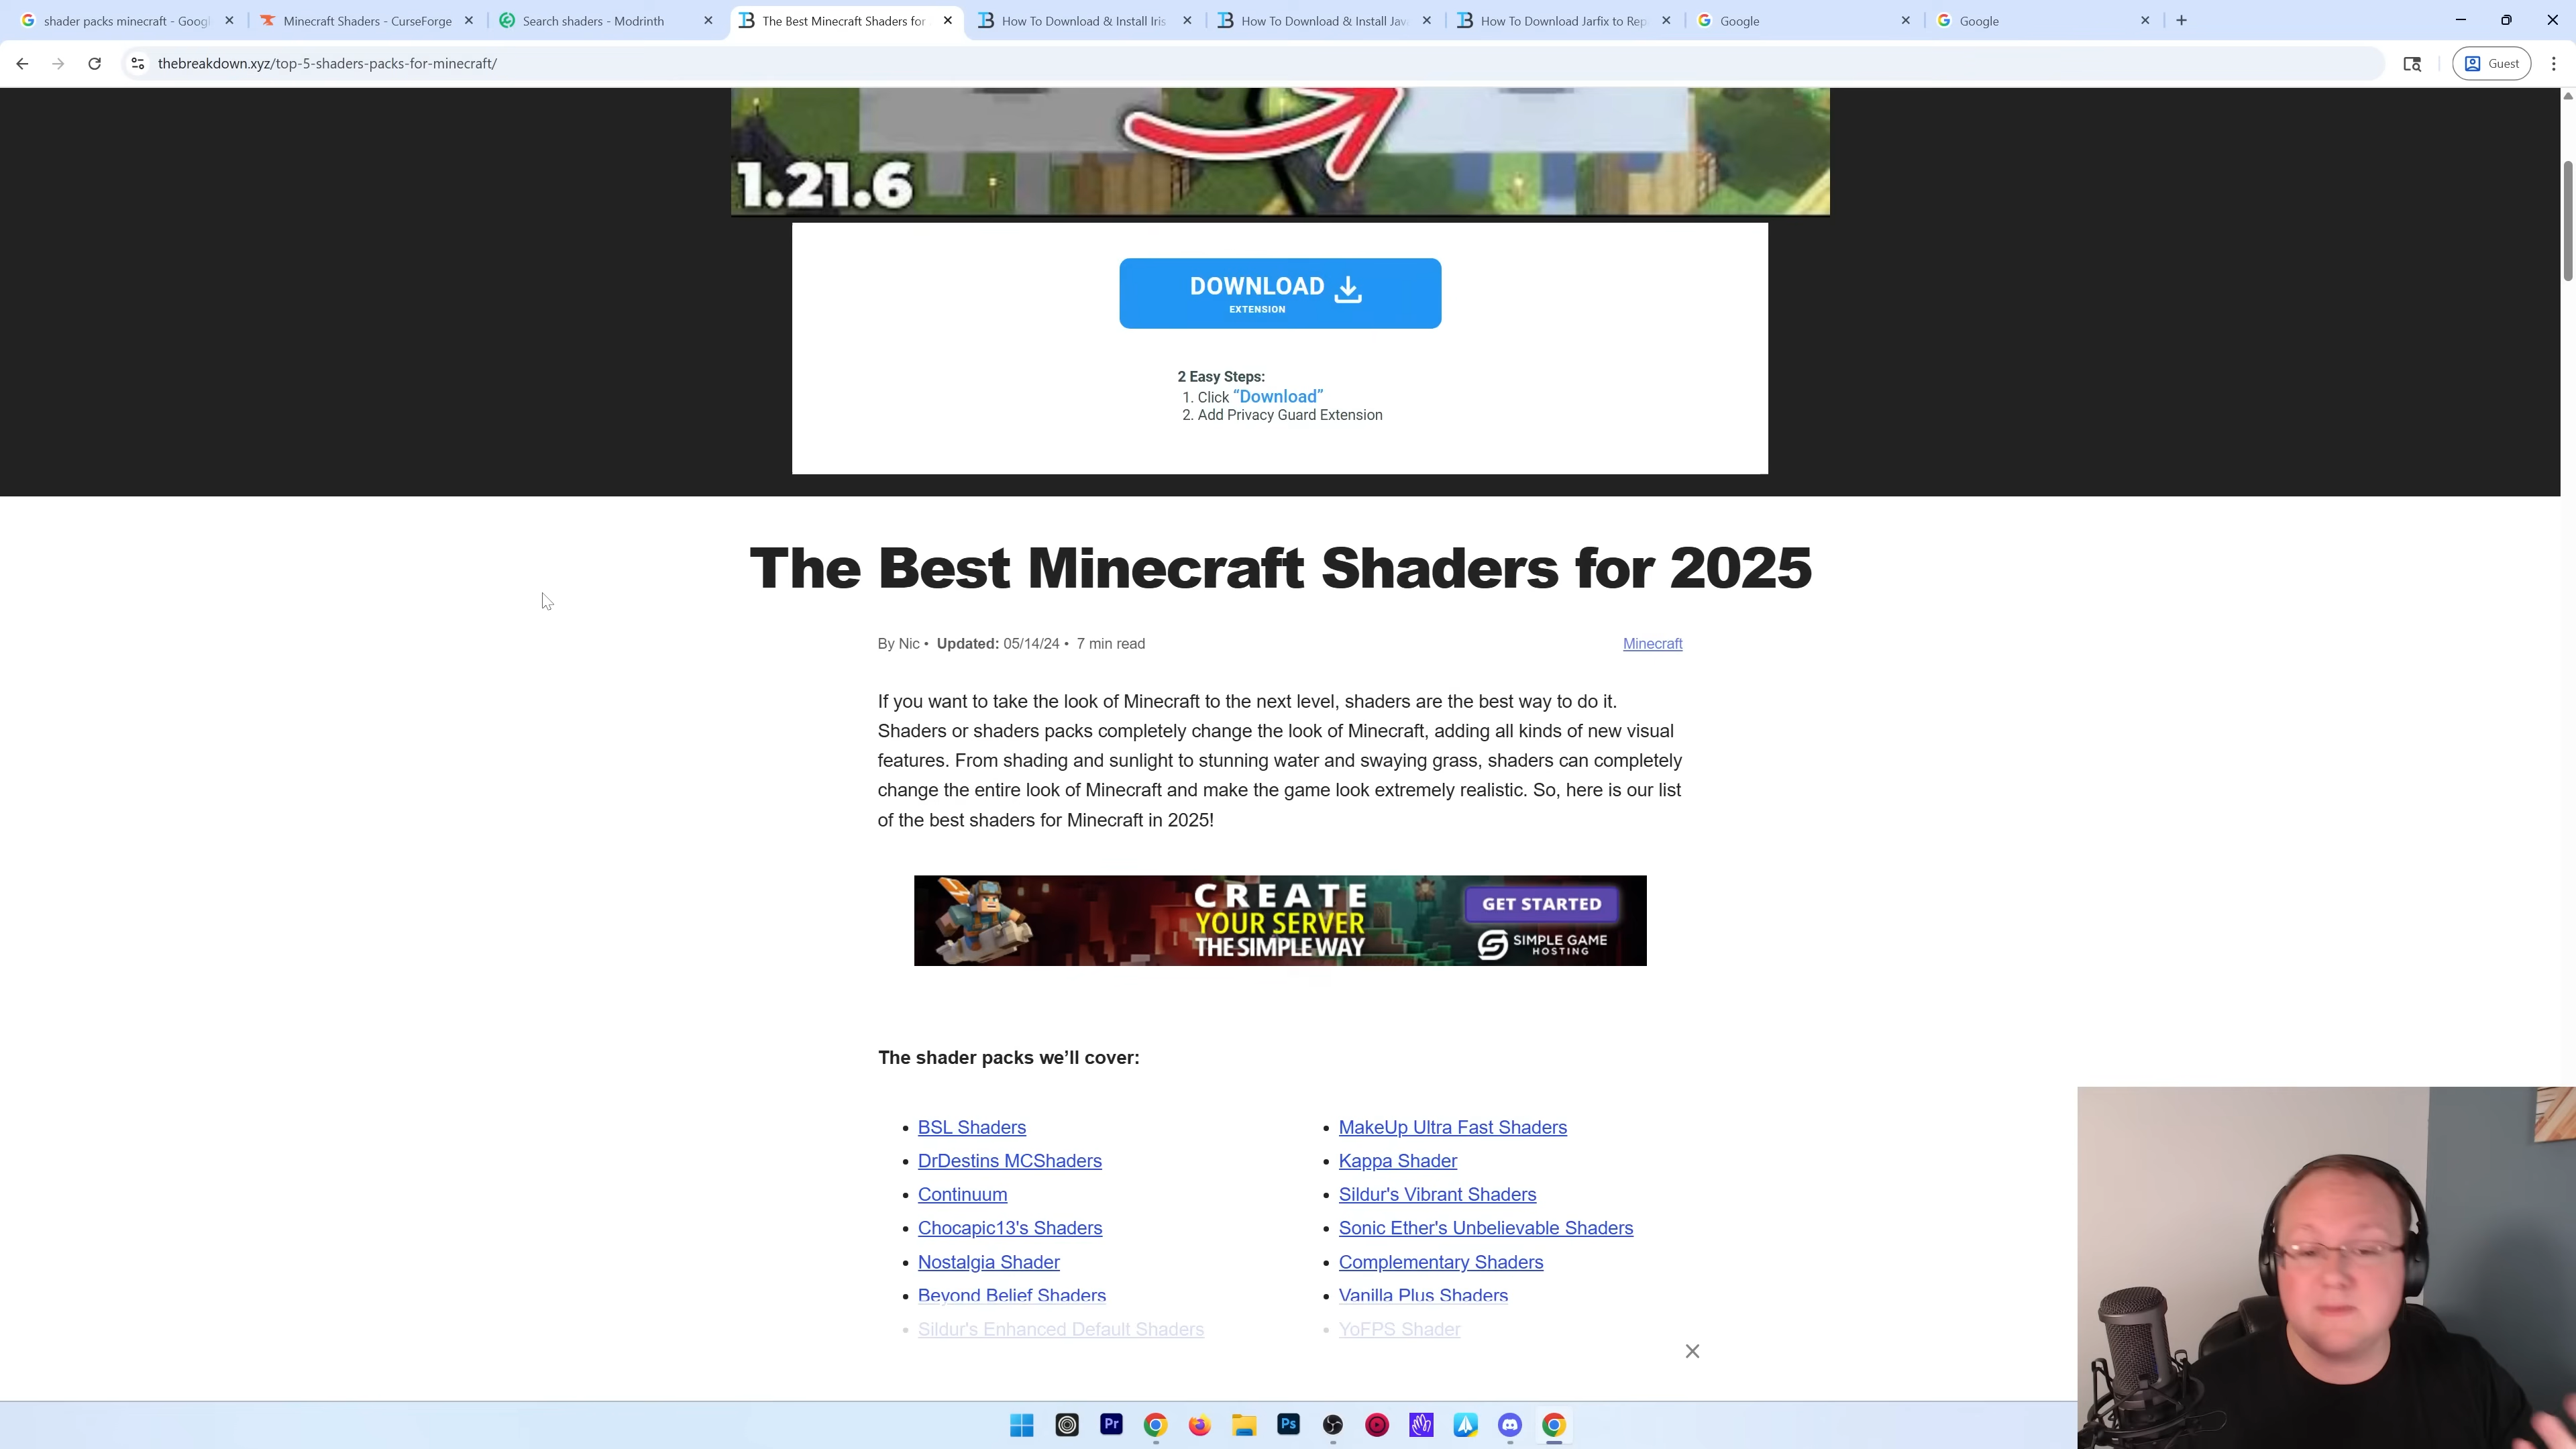 shader packs minecraft - Goog
Minecraft Shaders - CurseForge
Search shaders - Modrinth
The Best Minecraft Shaders for
How To Download & Install Iris
How To Download & Install Jav
How To Download Jarfix to Rep
Google
Google
thebreakdown.xyz/top-5-shaders-packs-for-minecraft/
Guest
1.21.6
DOWNLOAD
EXTENSION
2 Easy Steps:
1. Click “Download”
2. Add Privacy Guard Extension
The Best Minecraft Shaders for 2025
By Nic • Updated: 05/14/24 • 7 min read
Minecraft
If you want to take the look of Minecraft to the next level, shaders are the best way to do it.
Shaders or shaders packs completely change the look of Minecraft, adding all kinds of new visual
features. From shading and sunlight to stunning water and swaying grass, shaders can completely
change the entire look of Minecraft and make the game look extremely realistic. So, here is our list
of the best shaders for Minecraft in 2025!
CREATE
YOUR SERVER
THE SIMPLE WAY
GET STARTED
SIMPLE GAME
HOSTING
The shader packs we’ll cover:
• BSL Shaders
• DrDestins MCShaders
• Continuum
• Chocapic13's Shaders
• Nostalgia Shader
• Beyond Belief Shaders
• Sildur's Enhanced Default Shaders
• MakeUp Ultra Fast Shaders
• Kappa Shader
• Sildur's Vibrant Shaders
• Sonic Ether's Unbelievable Shaders
• Complementary Shaders
• Vanilla Plus Shaders
• YoFPS Shader
Pr
Ps